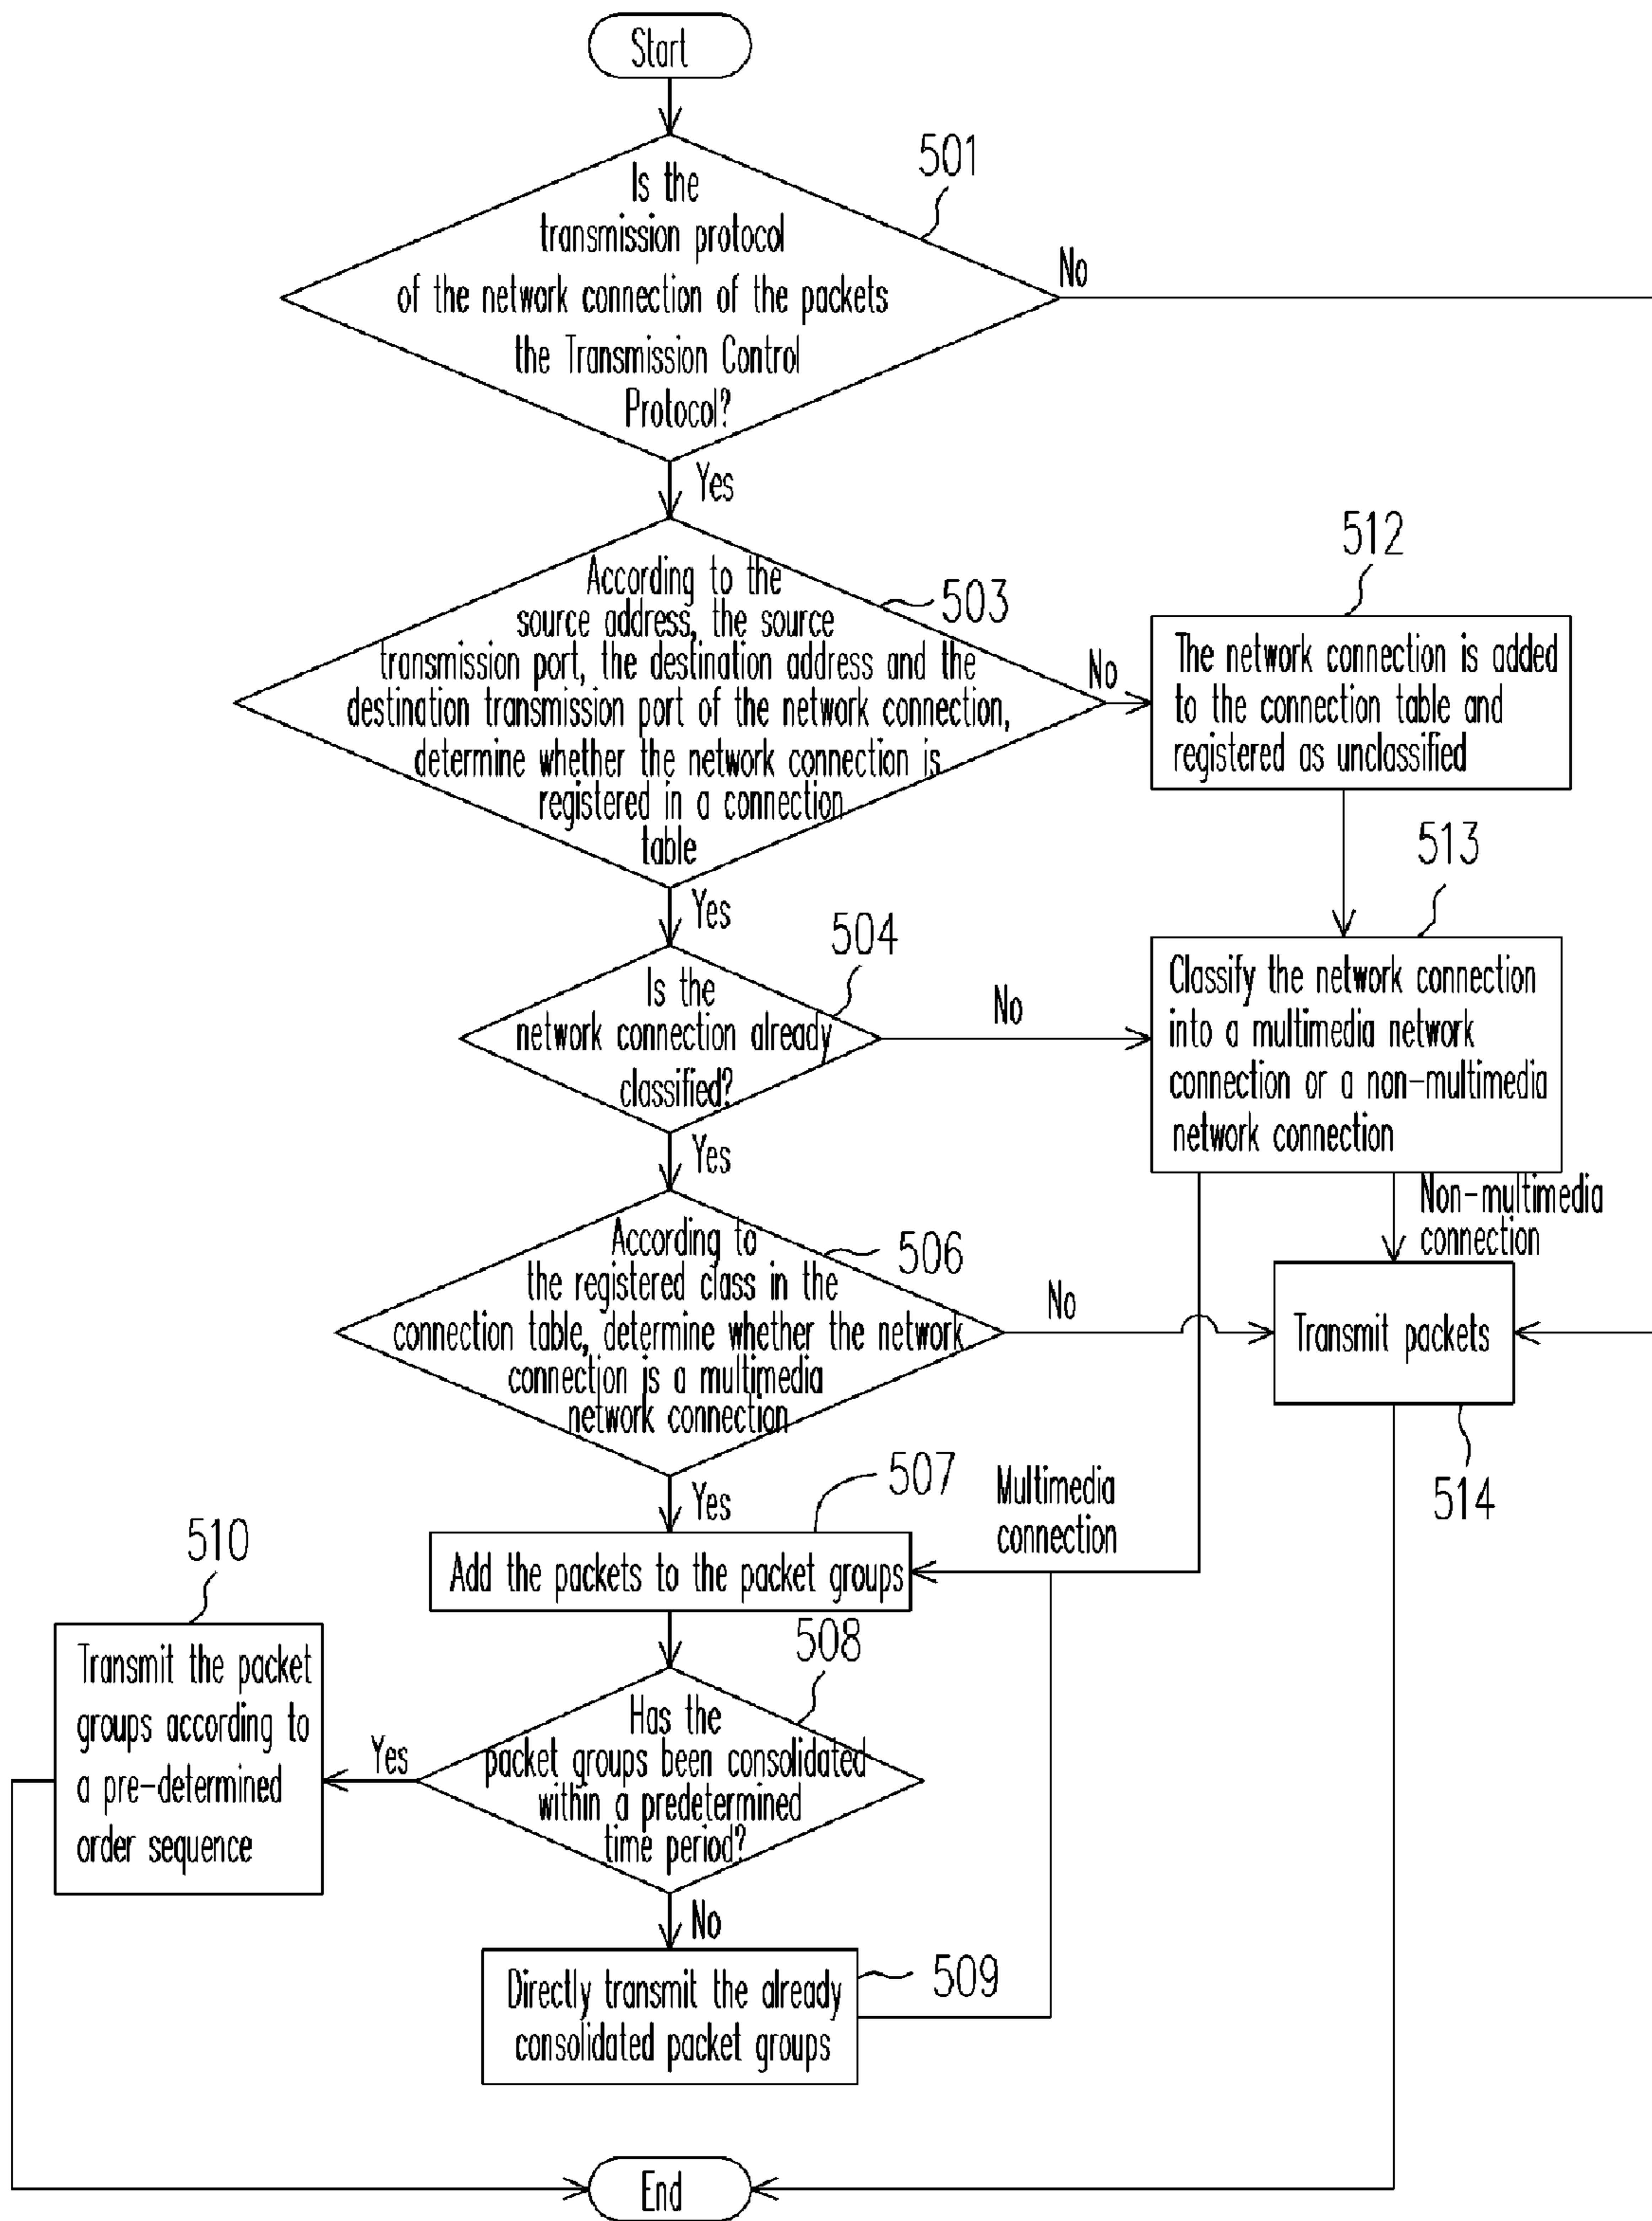 Start
501
Is the
transmission protocol
of the network connection of the packets
the Transmission Control
Protocol?
No
Yes
503
According to the
source address, the source
transmission port, the destination address and the
destination transmission port of the network connection,
determine whether the network connection is
registered in a connection
table
No
512
The network connection is added
to the connection table and
registered as unclassified
Yes
504
Is the
network connection already
classified?
No
513
Classify the network connection
into a multimedia network
connection or a non-multimedia
network connection
Yes
Non-multimedia
connection
506
According to
the registered class in the
connection table, determine whether the network
connection is a multimedia
network connection
No
Transmit packets
514
Yes
507
Multimedia
connection
Add the packets to the packet groups
510
Transmit the packet
groups according to
a pre-determined
order sequence
508
Has the
packet groups been consolidated
within a predetermined
time period?
Yes
No
509
Directly transmit the already
consolidated packet groups
End